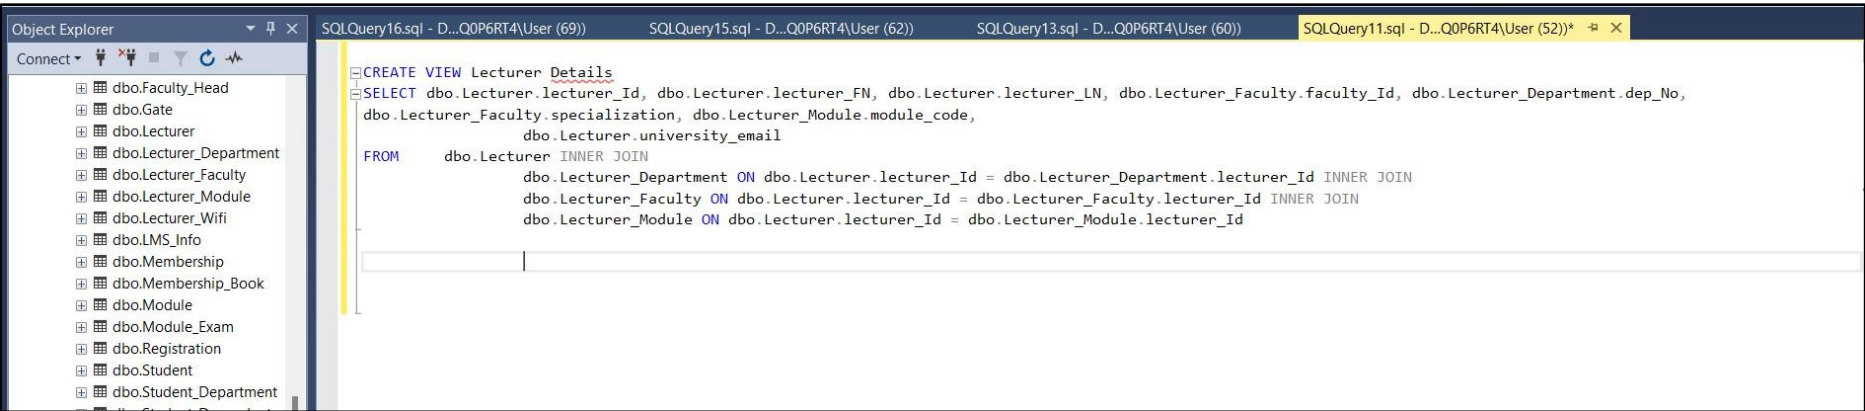 Object Explorer
Connect
dbo.Faculty_Head
dbo.Gate
dbo.Lecturer
dbo.Lecturer_Department
dbo.Lecturer_Faculty
dbo.Lecturer_Module
dbo.Lecturer_Wifi
dbo.LMS_Info
dbo.Membership
dbo.Membership_Book
dbo.Module
dbo.Module_Exam
dbo.Registration
dbo.Student
dbo.Student_Department
SQLQuery16.sql - D...Q0P6RT4\User (69)) SQLQuery15.sql - D...Q0P6RT4\User (62)) SQLQuery13.sql - D...Q0P6RT4\User (60)) SQLQuery11.sql - D...Q0P6RT4\User (52))*
CREATE VIEW Lecturer Details
SELECT dbo.Lecturer.lecturer_Id, dbo.Lecturer.lecturer_FN, dbo.Lecturer.lecturer_LN, dbo.Lecturer_Faculty.faculty_Id, dbo.Lecturer_Department.dep_No,
dbo.Lecturer_Faculty.specialization, dbo.Lecturer_Module.module_code,
dbo.Lecturer.university_email
FROM dbo.Lecturer INNER JOIN
dbo.Lecturer_Department ON dbo.Lecturer.lecturer_Id = dbo.Lecturer_Department.lecturer_Id INNER JOIN
dbo.Lecturer_Faculty ON dbo.Lecturer.lecturer_Id = dbo.Lecturer_Faculty.lecturer_Id INNER JOIN
dbo.Lecturer_Module ON dbo.Lecturer.lecturer_Id = dbo.Lecturer_Module.lecturer_Id